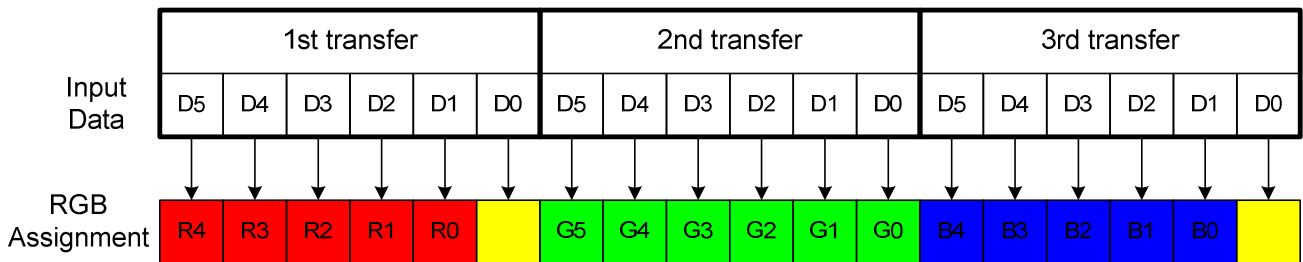 1st transfer 2nd transfer 3rd transfer
Input
Data
D5 D4 D3 D2 D1 D0 D5 D4 D3 D2 D1 D0 D5 D4 D3 D2 D1 D0
RGB
Assignment
R4 R3 R2 R1 R0 G5 G4 G3 G2 G1 G0 B4 B3 B2 B1 B0